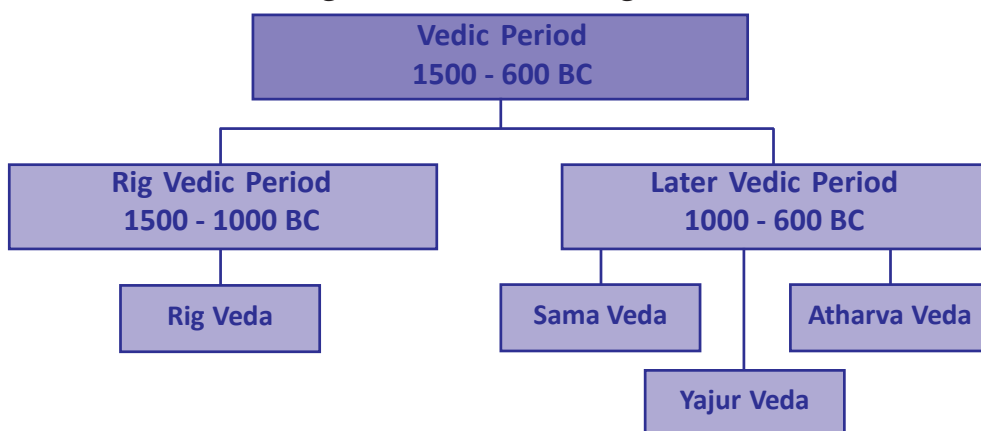 Vedic Period
1500 - 600 BC
Rig Vedic Period
1500 - 1000 BC
Later Vedic Period
1000 - 600 BC
Rig Veda
Sama Veda
Atharva Veda
Yajur Veda